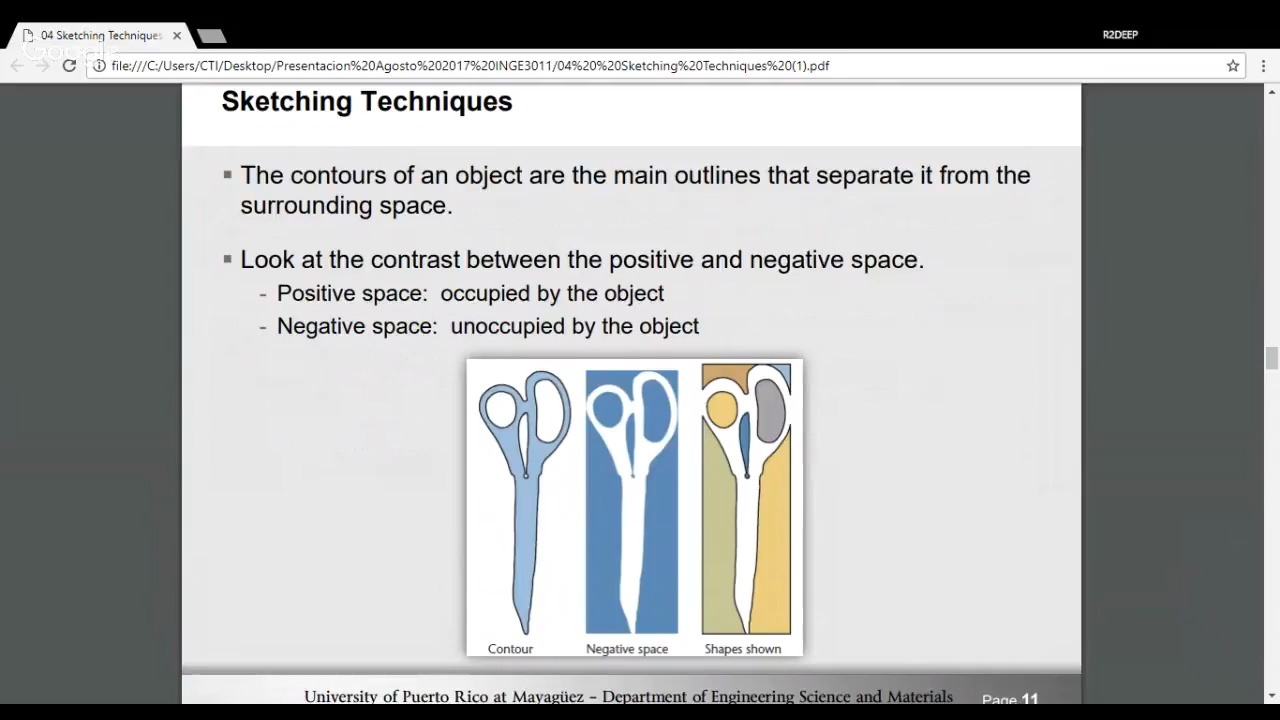 04 Sketching Techniques
R2DEEP
Google
file:///C:/Users/CTI/Desktop/Presentacion%20Agosto%202017%20INGE3011/04%20%20Sketching%20Techniques%20(1).pdf
Sketching Techniques
The contours of an object are the main outlines that separate it from the
surrounding space.
Look at the contrast between the positive and negative space.
- Positive space: occupied by the object
- Negative space: unoccupied by the object
Contour
Negative space
Shapes shown
University of Puerto Rico at Mayagüez – Department of Engineering Science and Materials
Page 11